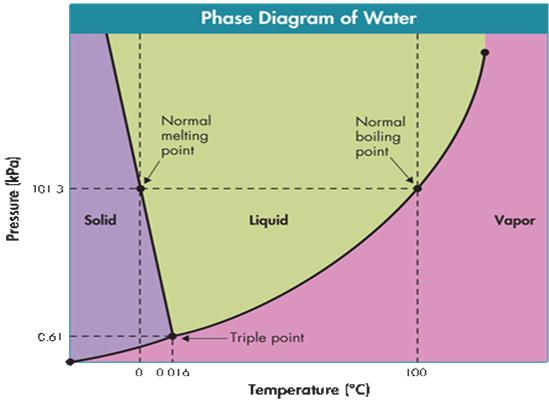 Phase Diagram of Water
Normal
melting
point
Normal
boiling
point
101.3
Solid
Liquid
Vapor
0.61
Triple point
0
0.016
100
Pressure (kPa)
Temperature (°C)